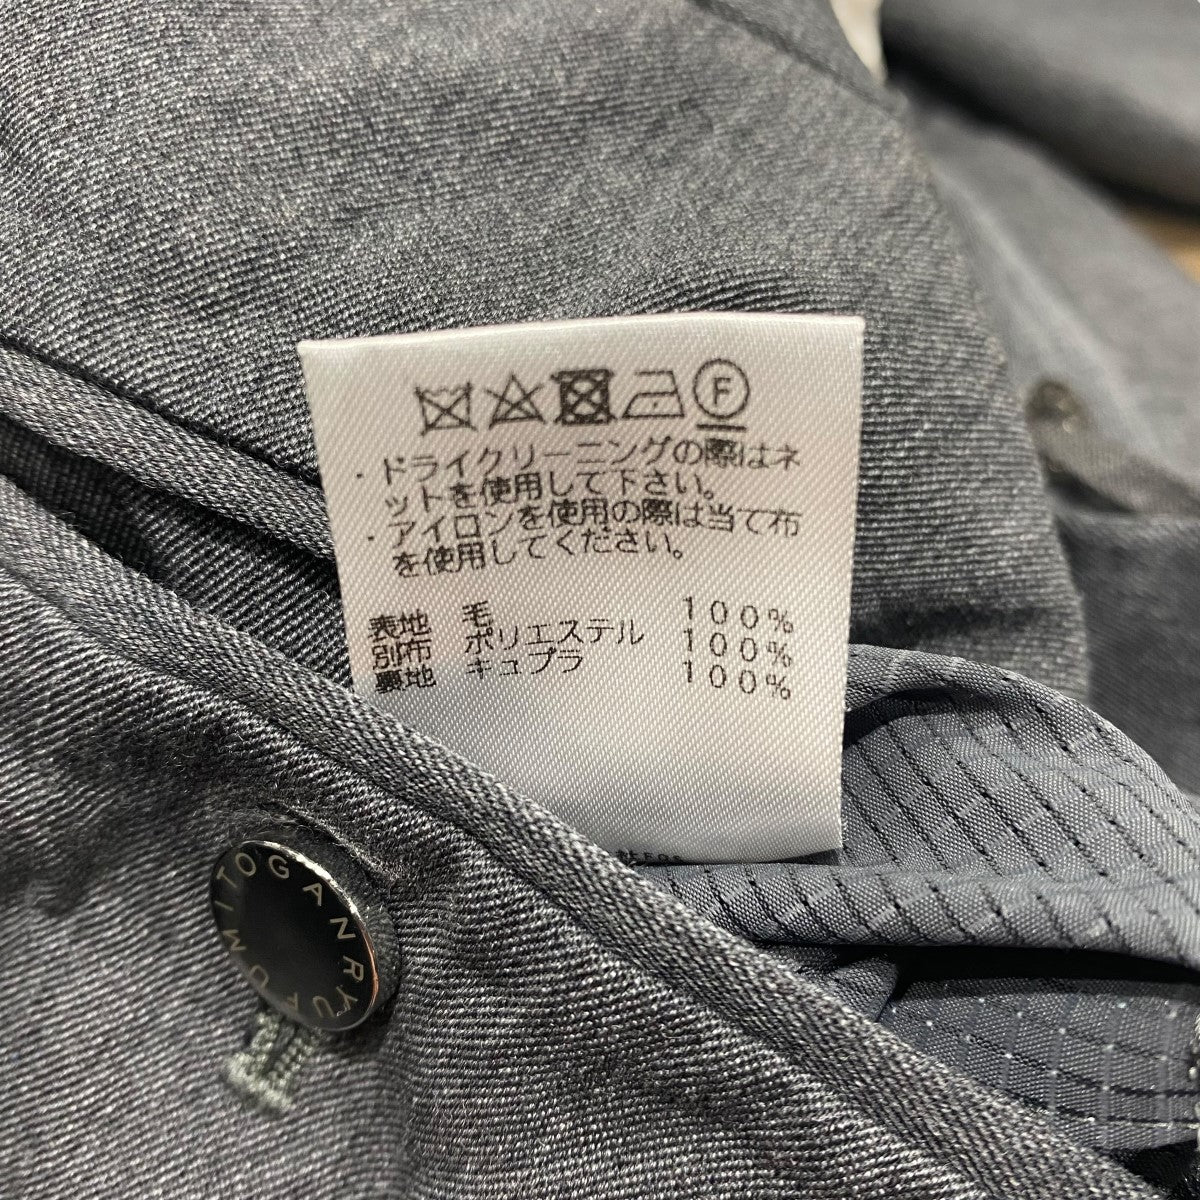 F
・ドライクリーニングの際はネ
ットを使用して下さい。
・アイロンを使用の際は当て布
を使用してください。
表地 毛 100%
別布 ポリエステル 100%
裏地 キュプラ 100%